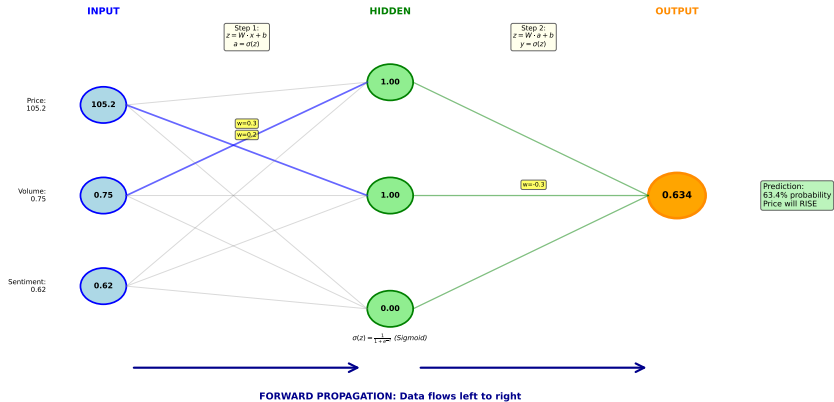 INPUT
HIDDEN
OUTPUT
Step 1:
z = W · x + b
a = σ(z)
Step 2:
z = W · a + b
y = σ(z)
Price:
105.2
105.2
1.00
w=0.3
w=0.2
Volume:
0.75
0.75
1.00
w=-0.3
0.634
Prediction:
63.4% probability
Price will RISE
Sentiment:
0.62
0.62
0.00
σ(z) = 1/(1+e⁻ᶻ) (Sigmoid)
FORWARD PROPAGATION: Data flows left to right